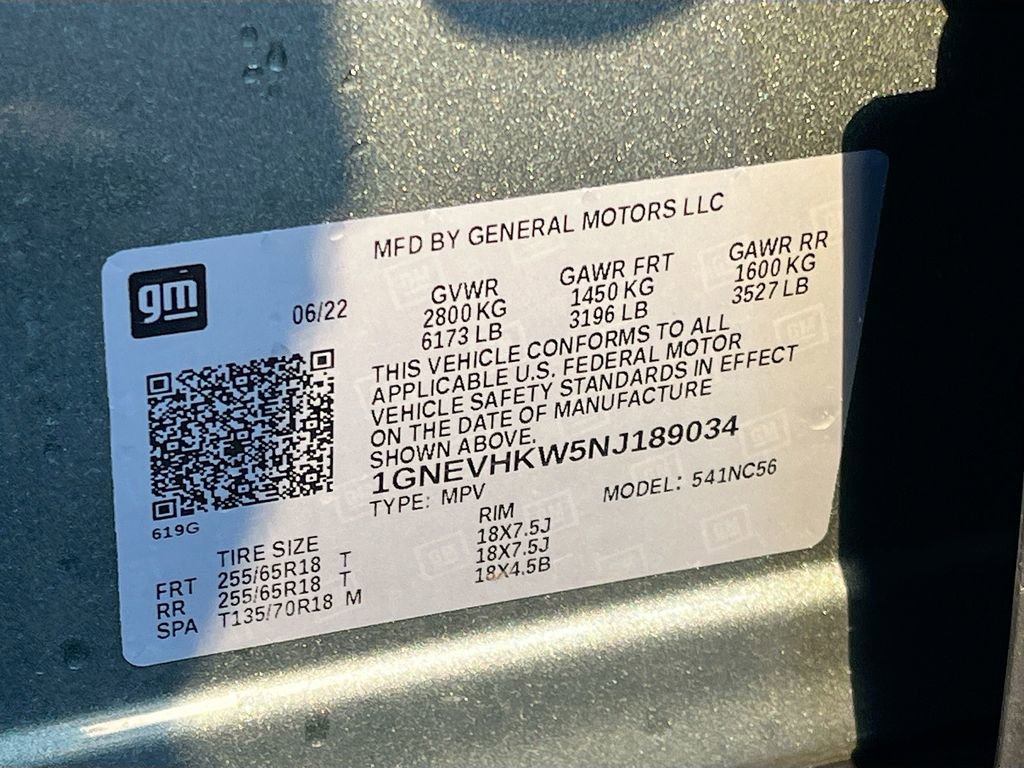 MFD BY GENERAL MOTORS LLC
gm
06/22
GVWR GAWR FRT GAWR RR
2800 KG 1450 KG 1600 KG
6173 LB 3196 LB 3527 LB
THIS VEHICLE CONFORMS TO ALL
APPLICABLE U.S. FEDERAL MOTOR
VEHICLE SAFETY STANDARDS IN EFFECT
ON THE DATE OF MANUFACTURE
SHOWN ABOVE.
1GNEVHKW5NJ189034
TYPE: MPV MODEL: 541NC56
619G
TIRE SIZE RIM
FRT 255/65R18 T 18X7.5J
RR 255/65R18 T 18X7.5J
SPA T135/70R18 M 18X4.5B